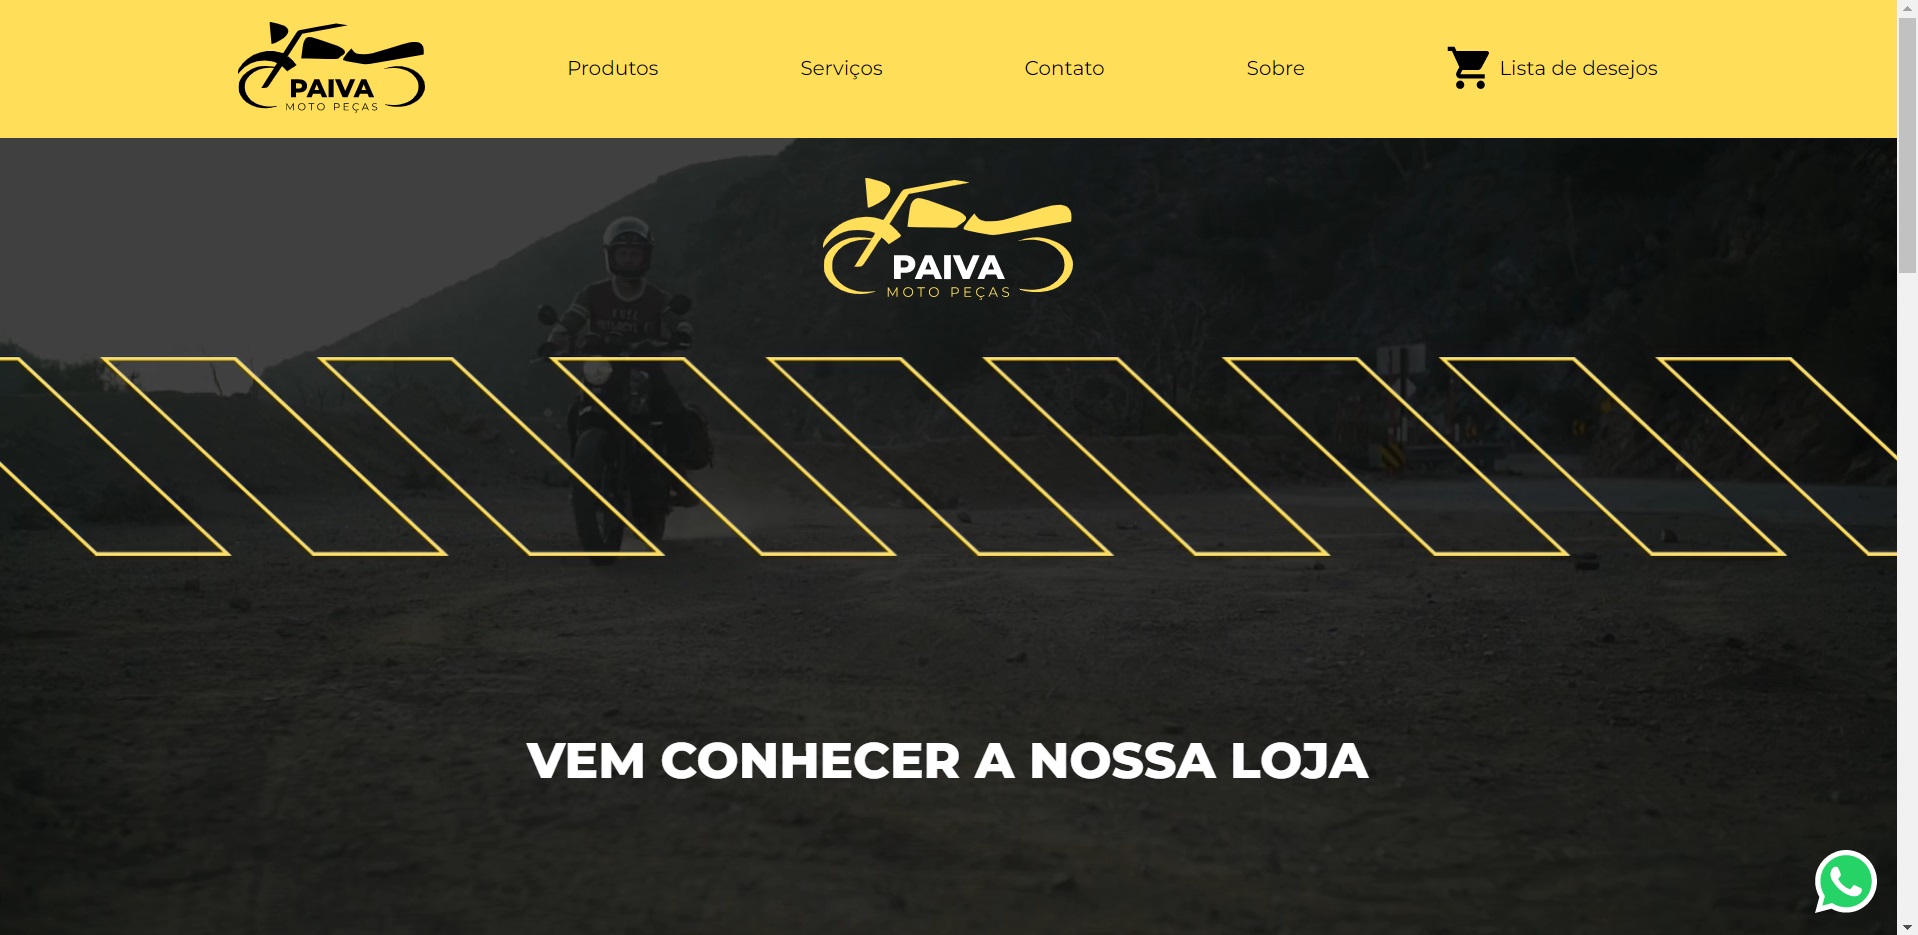 PAIVA
MOTO PEÇAS
Produtos
Serviços
Contato
Sobre
Lista de desejos
PAIVA
MOTO PEÇAS
VEM CONHECER A NOSSA LOJA